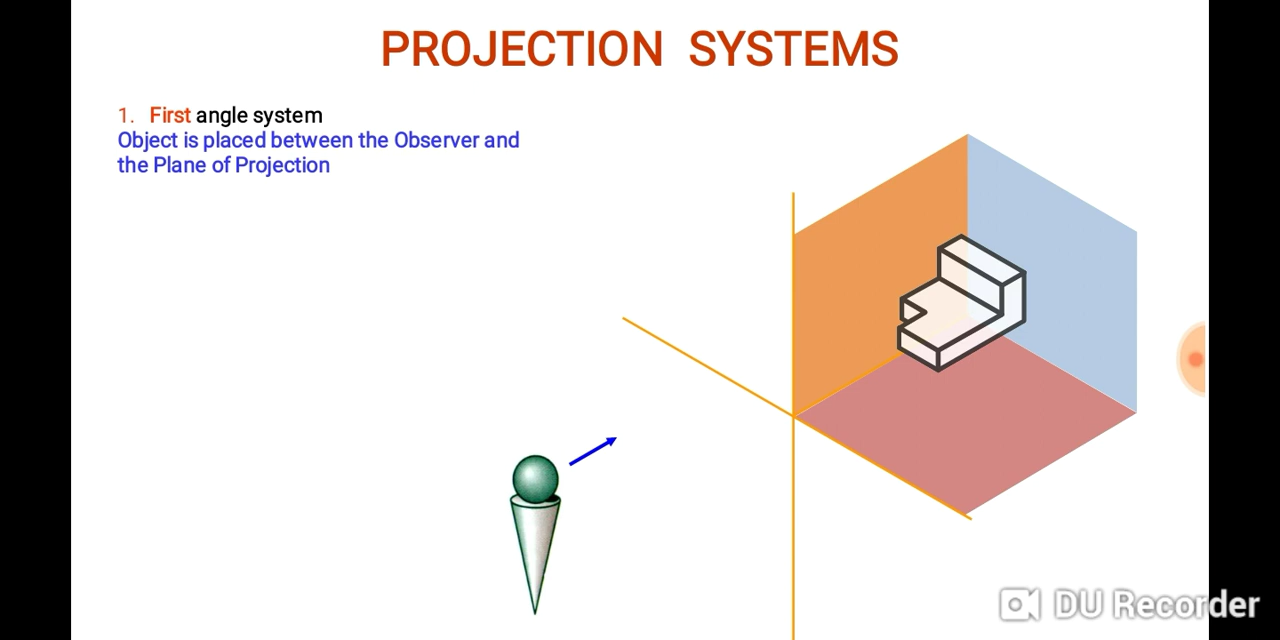 PROJECTION SYSTEMS
1. First angle system
Object is placed between the Observer and
the Plane of Projection
DU Recorder